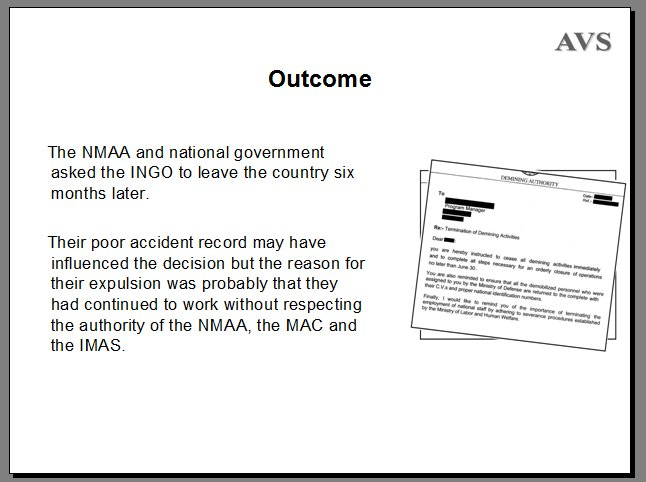 AVS
Outcome
The NMAA and national government
asked the INGO to leave the country six
months later.
Their poor accident record may have
influenced the decision but the reason for
their expulsion was probably that they
had continued to work without respecting
the authority of the NMAA, the MAC and
the IMAS.
DEMINING AUTHORITY
Date:
Ref.:
To
Program Manager
Re:- Termination of Demining Activities
Dear
you are hereby instructed to cease all demining activities immediately
and to complete all steps necessary for an orderly closure of operations
no later than June 30.
You are also reminded to ensure that all the demobilized personnel who were
assigned to you by the Ministry of Defense are returned to the complete with
their C.V.s and proper national identification numbers.
Finally, I would like to remind you of the importance of terminating the
employment of national staff by adhering to severance procedures established
by the Ministry of Labor and Human Welfare.